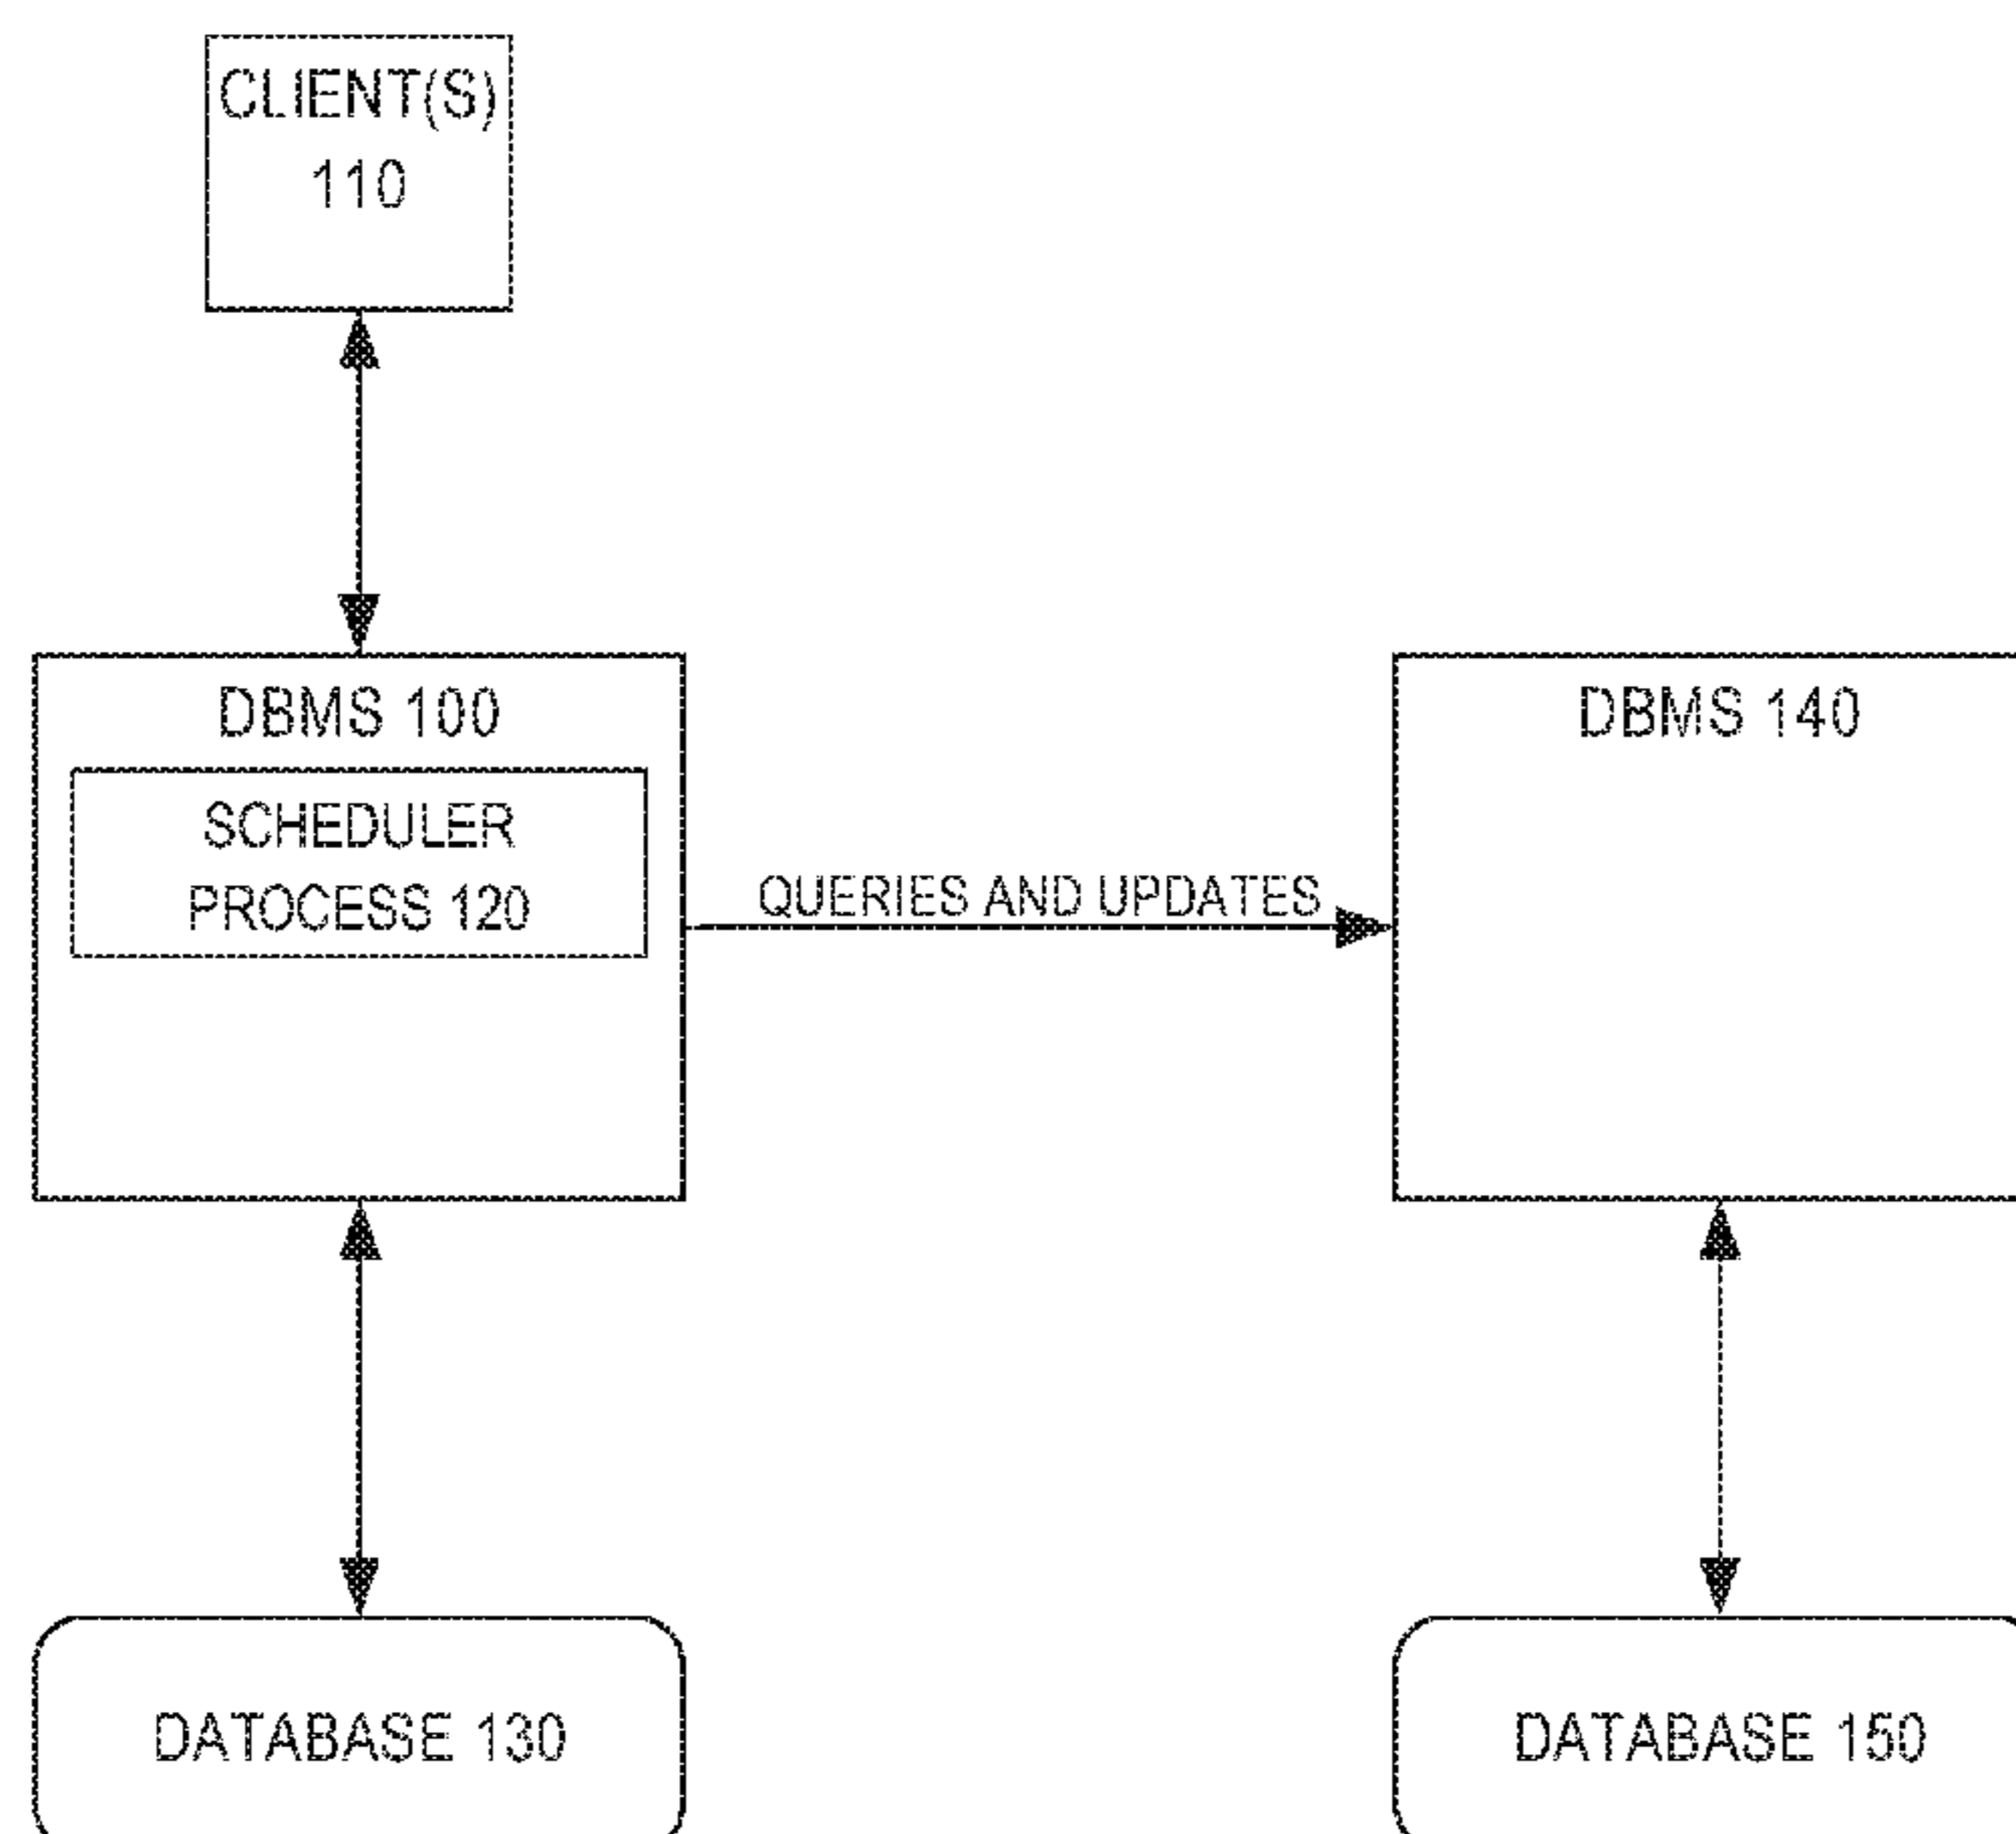 CLIENT(S)
110
DBMS 100
SCHEDULER
PROCESS 120
QUERIES AND UPDATES
DBMS 140
DATABASE 130
DATABASE 150